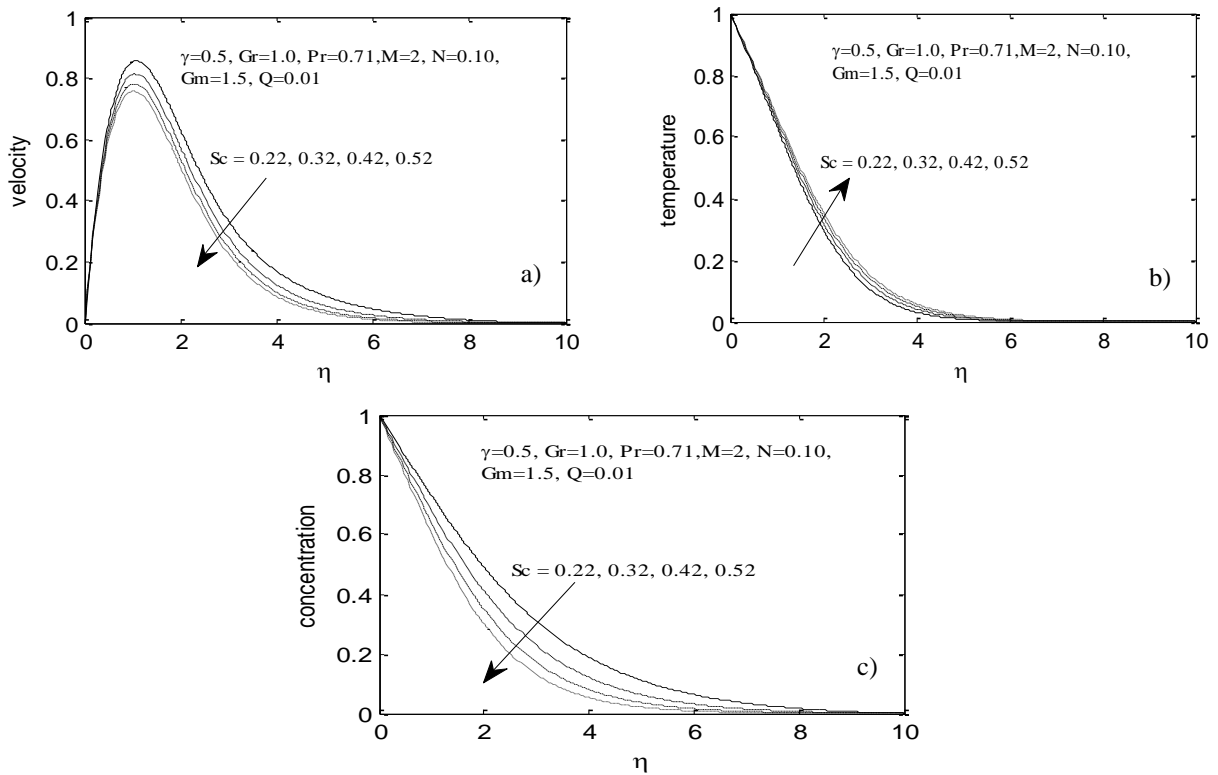 γ=0.5, Gr=1.0, Pr=0.71,M=2, N=0.10,
Gm=1.5, Q=0.01
Sc = 0.22, 0.32, 0.42, 0.52
velocity
1
0.8
0.6
0.4
0.2
0
0 2 4 6 8 10
η
a)
γ=0.5, Gr=1.0, Pr=0.71,M=2, N=0.10,
Gm=1.5, Q=0.01
Sc = 0.22, 0.32, 0.42, 0.52
temperature
1
0.8
0.6
0.4
0.2
0
0 2 4 6 8 10
η
b)
γ=0.5, Gr=1.0, Pr=0.71,M=2, N=0.10,
Gm=1.5, Q=0.01
Sc = 0.22, 0.32, 0.42, 0.52
concentration
1
0.8
0.6
0.4
0.2
0
0 2 4 6 8 10
η
c)